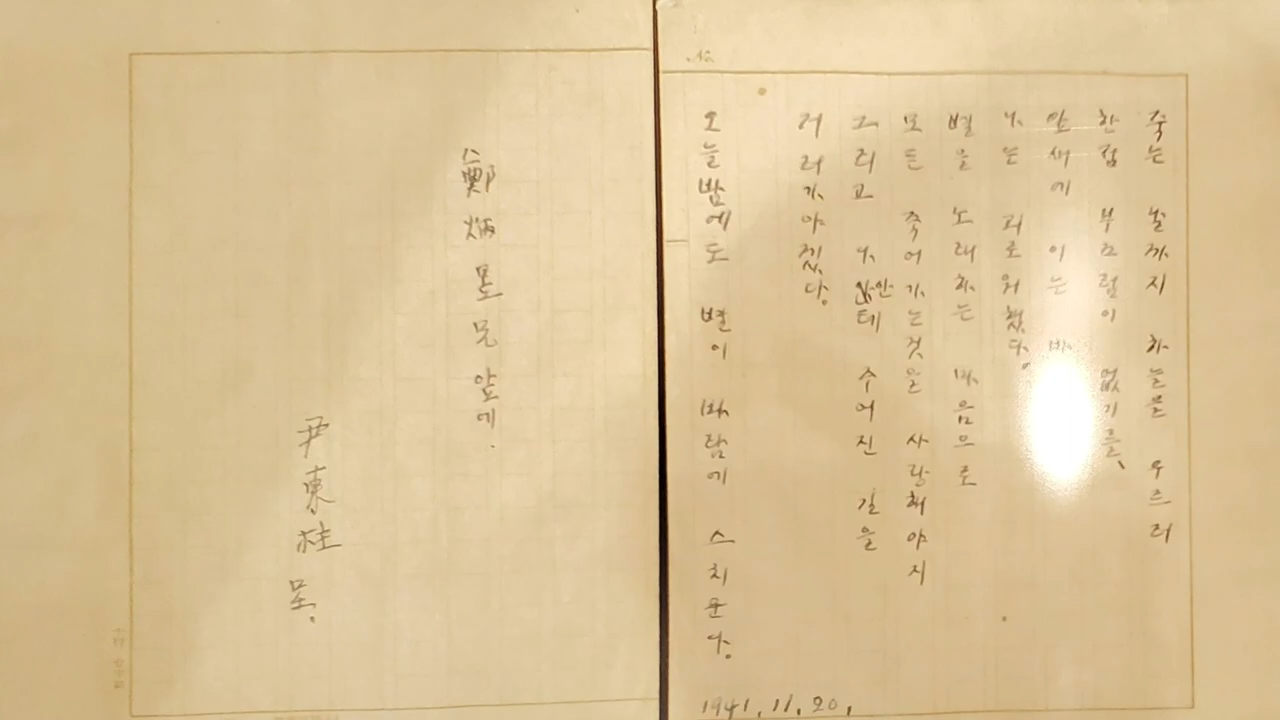 No.
죽는 날까지 하늘을 우르러
한점 부끄럼이 없기를、
잎새에 이는
나는 괴로워했다.
별을 노래하는 마음으로
모든 죽어가는것을 사랑해야지
그리고 나안테 주어진 길을
거러가야겠다.
오늘밤에도 별이 바람에 스치운다.
1941.11.20.
鄭炳昱兄앞에.
尹東柱 呈.